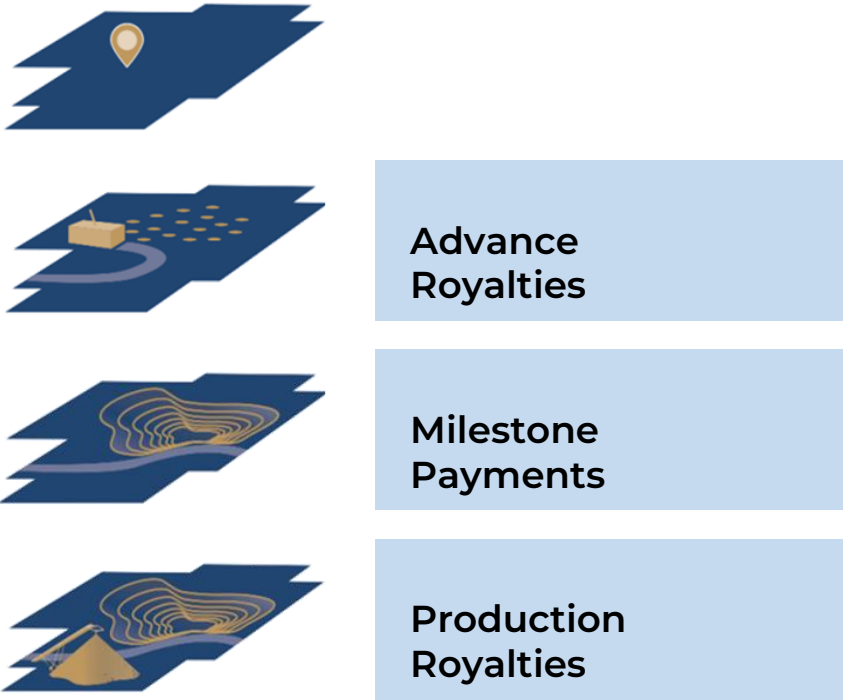 Advance
Royalties
Milestone
Payments
Production
Royalties